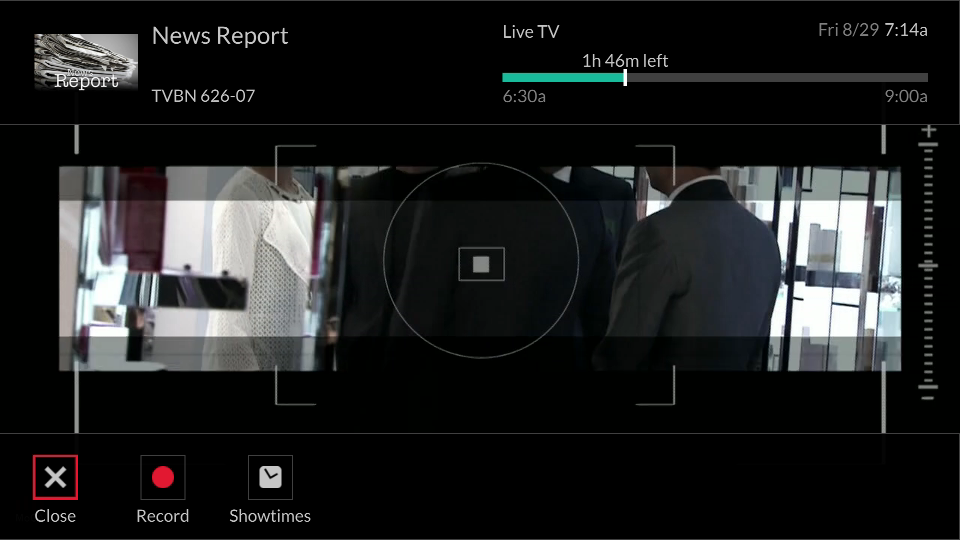 News Report
Report
TVBN 626-07
Live TV
Fri 8/29 7:14a
1h 46m left
6:30a
9:00a
Close
Record
Showtimes